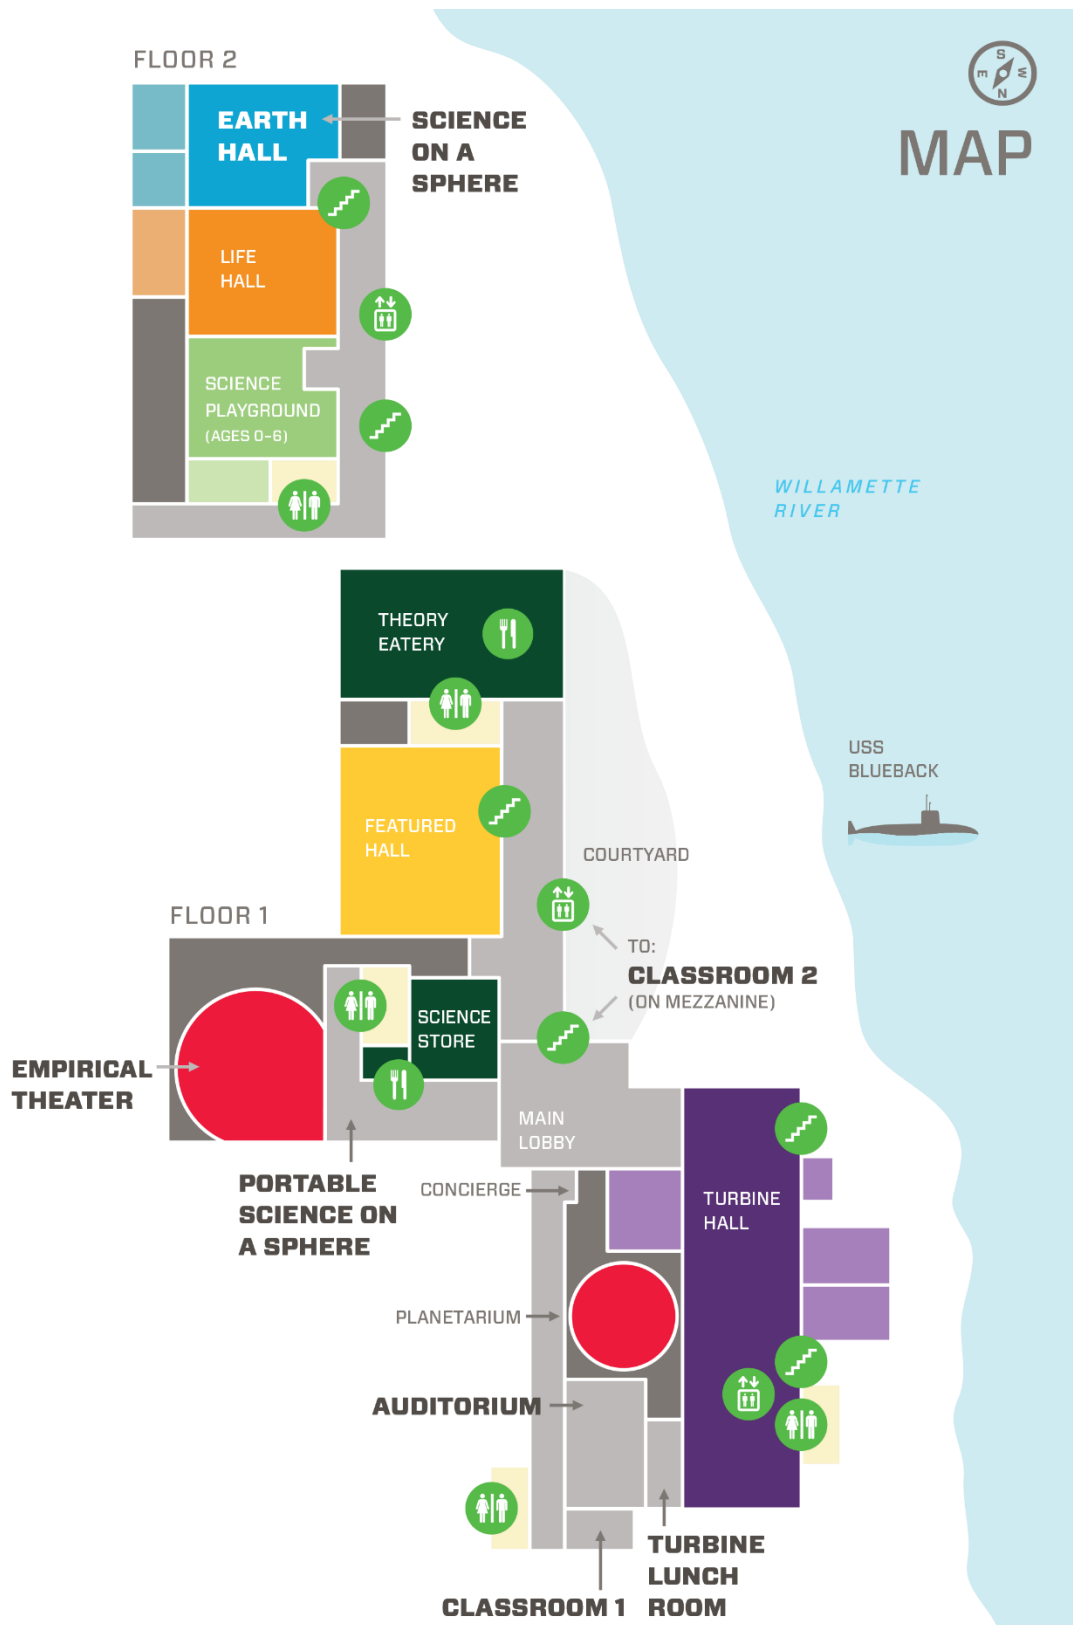 FLOOR 2
S
E
W
N
MAP
EARTH
HALL
SCIENCE
ON A
SPHERE
LIFE
HALL
SCIENCE
PLAYGROUND
(AGES 0-6)
WILLAMETTE
RIVER
THEORY
EATERY
USS
BLUEBACK
FEATURED
HALL
COURTYARD
FLOOR 1
TO:
CLASSROOM 2
(ON MEZZANINE)
SCIENCE
STORE
EMPIRICAL
THEATER
MAIN
LOBBY
PORTABLE
SCIENCE ON
A SPHERE
CONCIERGE
TURBINE
HALL
PLANETARIUM
AUDITORIUM
TURBINE
LUNCH
ROOM
CLASSROOM 1